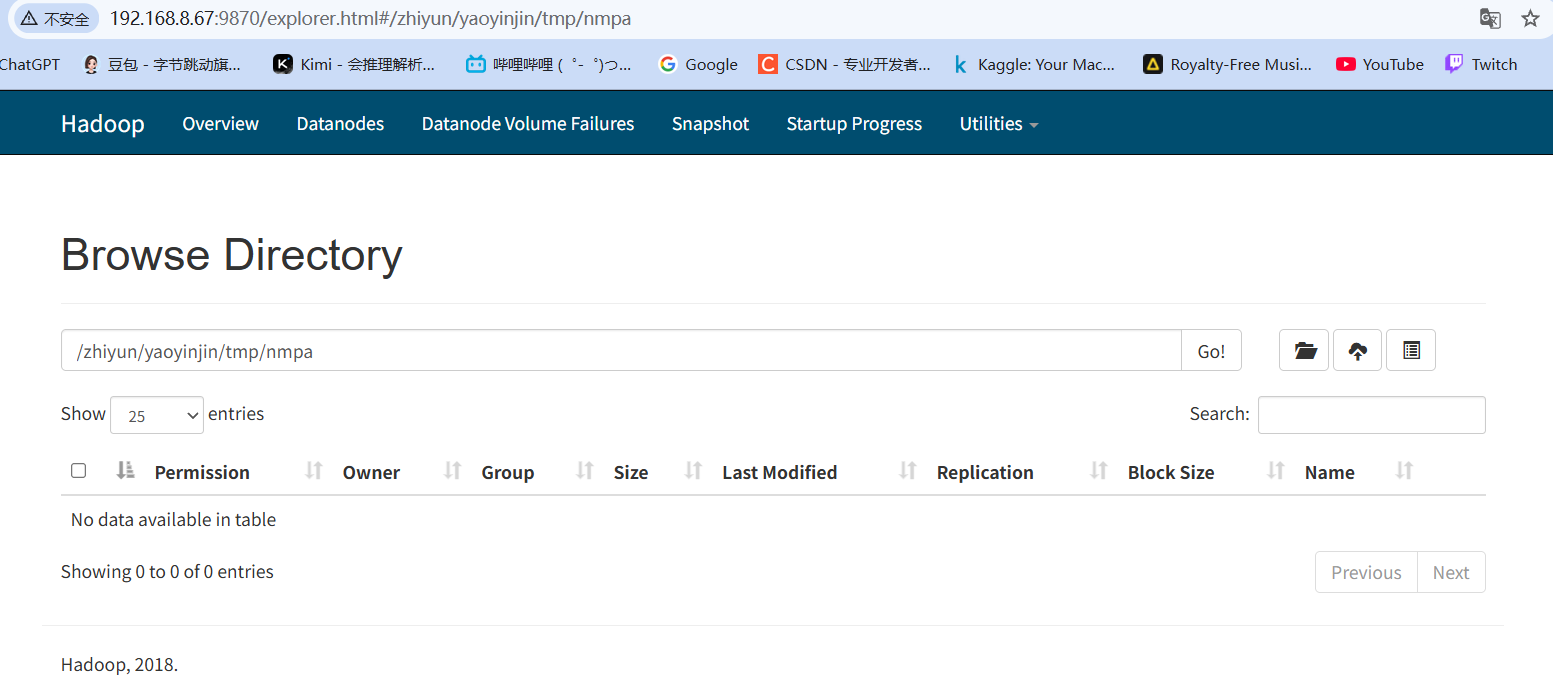 不安全 192.168.8.67:9870/explorer.html#/zhiyun/yaoyinjin/tmp/nmpa
ChatGPT 豆包 - 字节跳动旗... Kimi - 会推理解析... 哔哩哔哩 ( ゜- ゜)つ... Google CSDN - 专业开发者... Kaggle: Your Mac... Royalty-Free Musi... YouTube Twitch
Hadoop Overview Datanodes Datanode Volume Failures Snapshot Startup Progress Utilities
Browse Directory
/zhiyun/yaoyinjin/tmp/nmpa Go!
Show 25 entries Search:
Permission Owner Group Size Last Modified Replication Block Size Name
No data available in table
Showing 0 to 0 of 0 entries Previous Next
Hadoop, 2018.